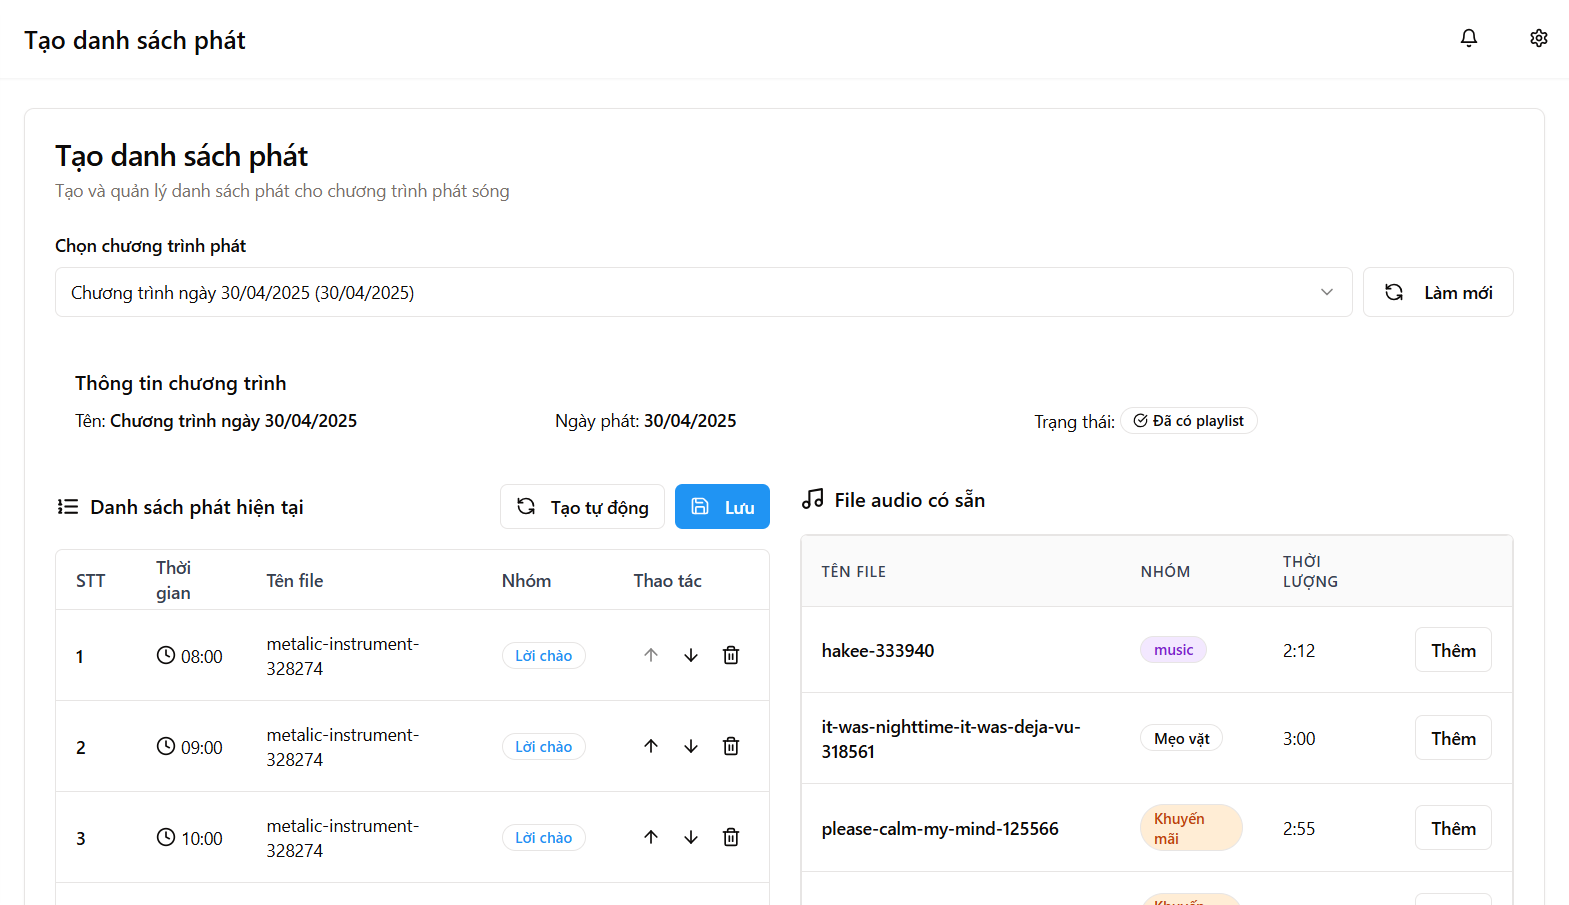 Tạo danh sách phát
Tạo danh sách phát
Tạo và quản lý danh sách phát cho chương trình phát sóng
Chọn chương trình phát
Chương trình ngày 30/04/2025 (30/04/2025)
Làm mới
Thông tin chương trình
Tên: Chương trình ngày 30/04/2025
Ngày phát: 30/04/2025
Trạng thái: Đã có playlist
Danh sách phát hiện tại
Tạo tự động
Lưu
STT
Thời
gian
Tên file
Nhóm
Thao tác
1
08:00
metalic-instrument-
328274
Lời chào
2
09:00
metalic-instrument-
328274
Lời chào
3
10:00
metalic-instrument-
328274
Lời chào
File audio có sẵn
TÊN FILE
NHÓM
THỜI
LƯỢNG
hakee-333940
music
2:12
Thêm
it-was-nighttime-it-was-deja-vu-
318561
Mẹo vặt
3:00
Thêm
please-calm-my-mind-125566
Khuyến
mãi
2:55
Thêm
Khuyến